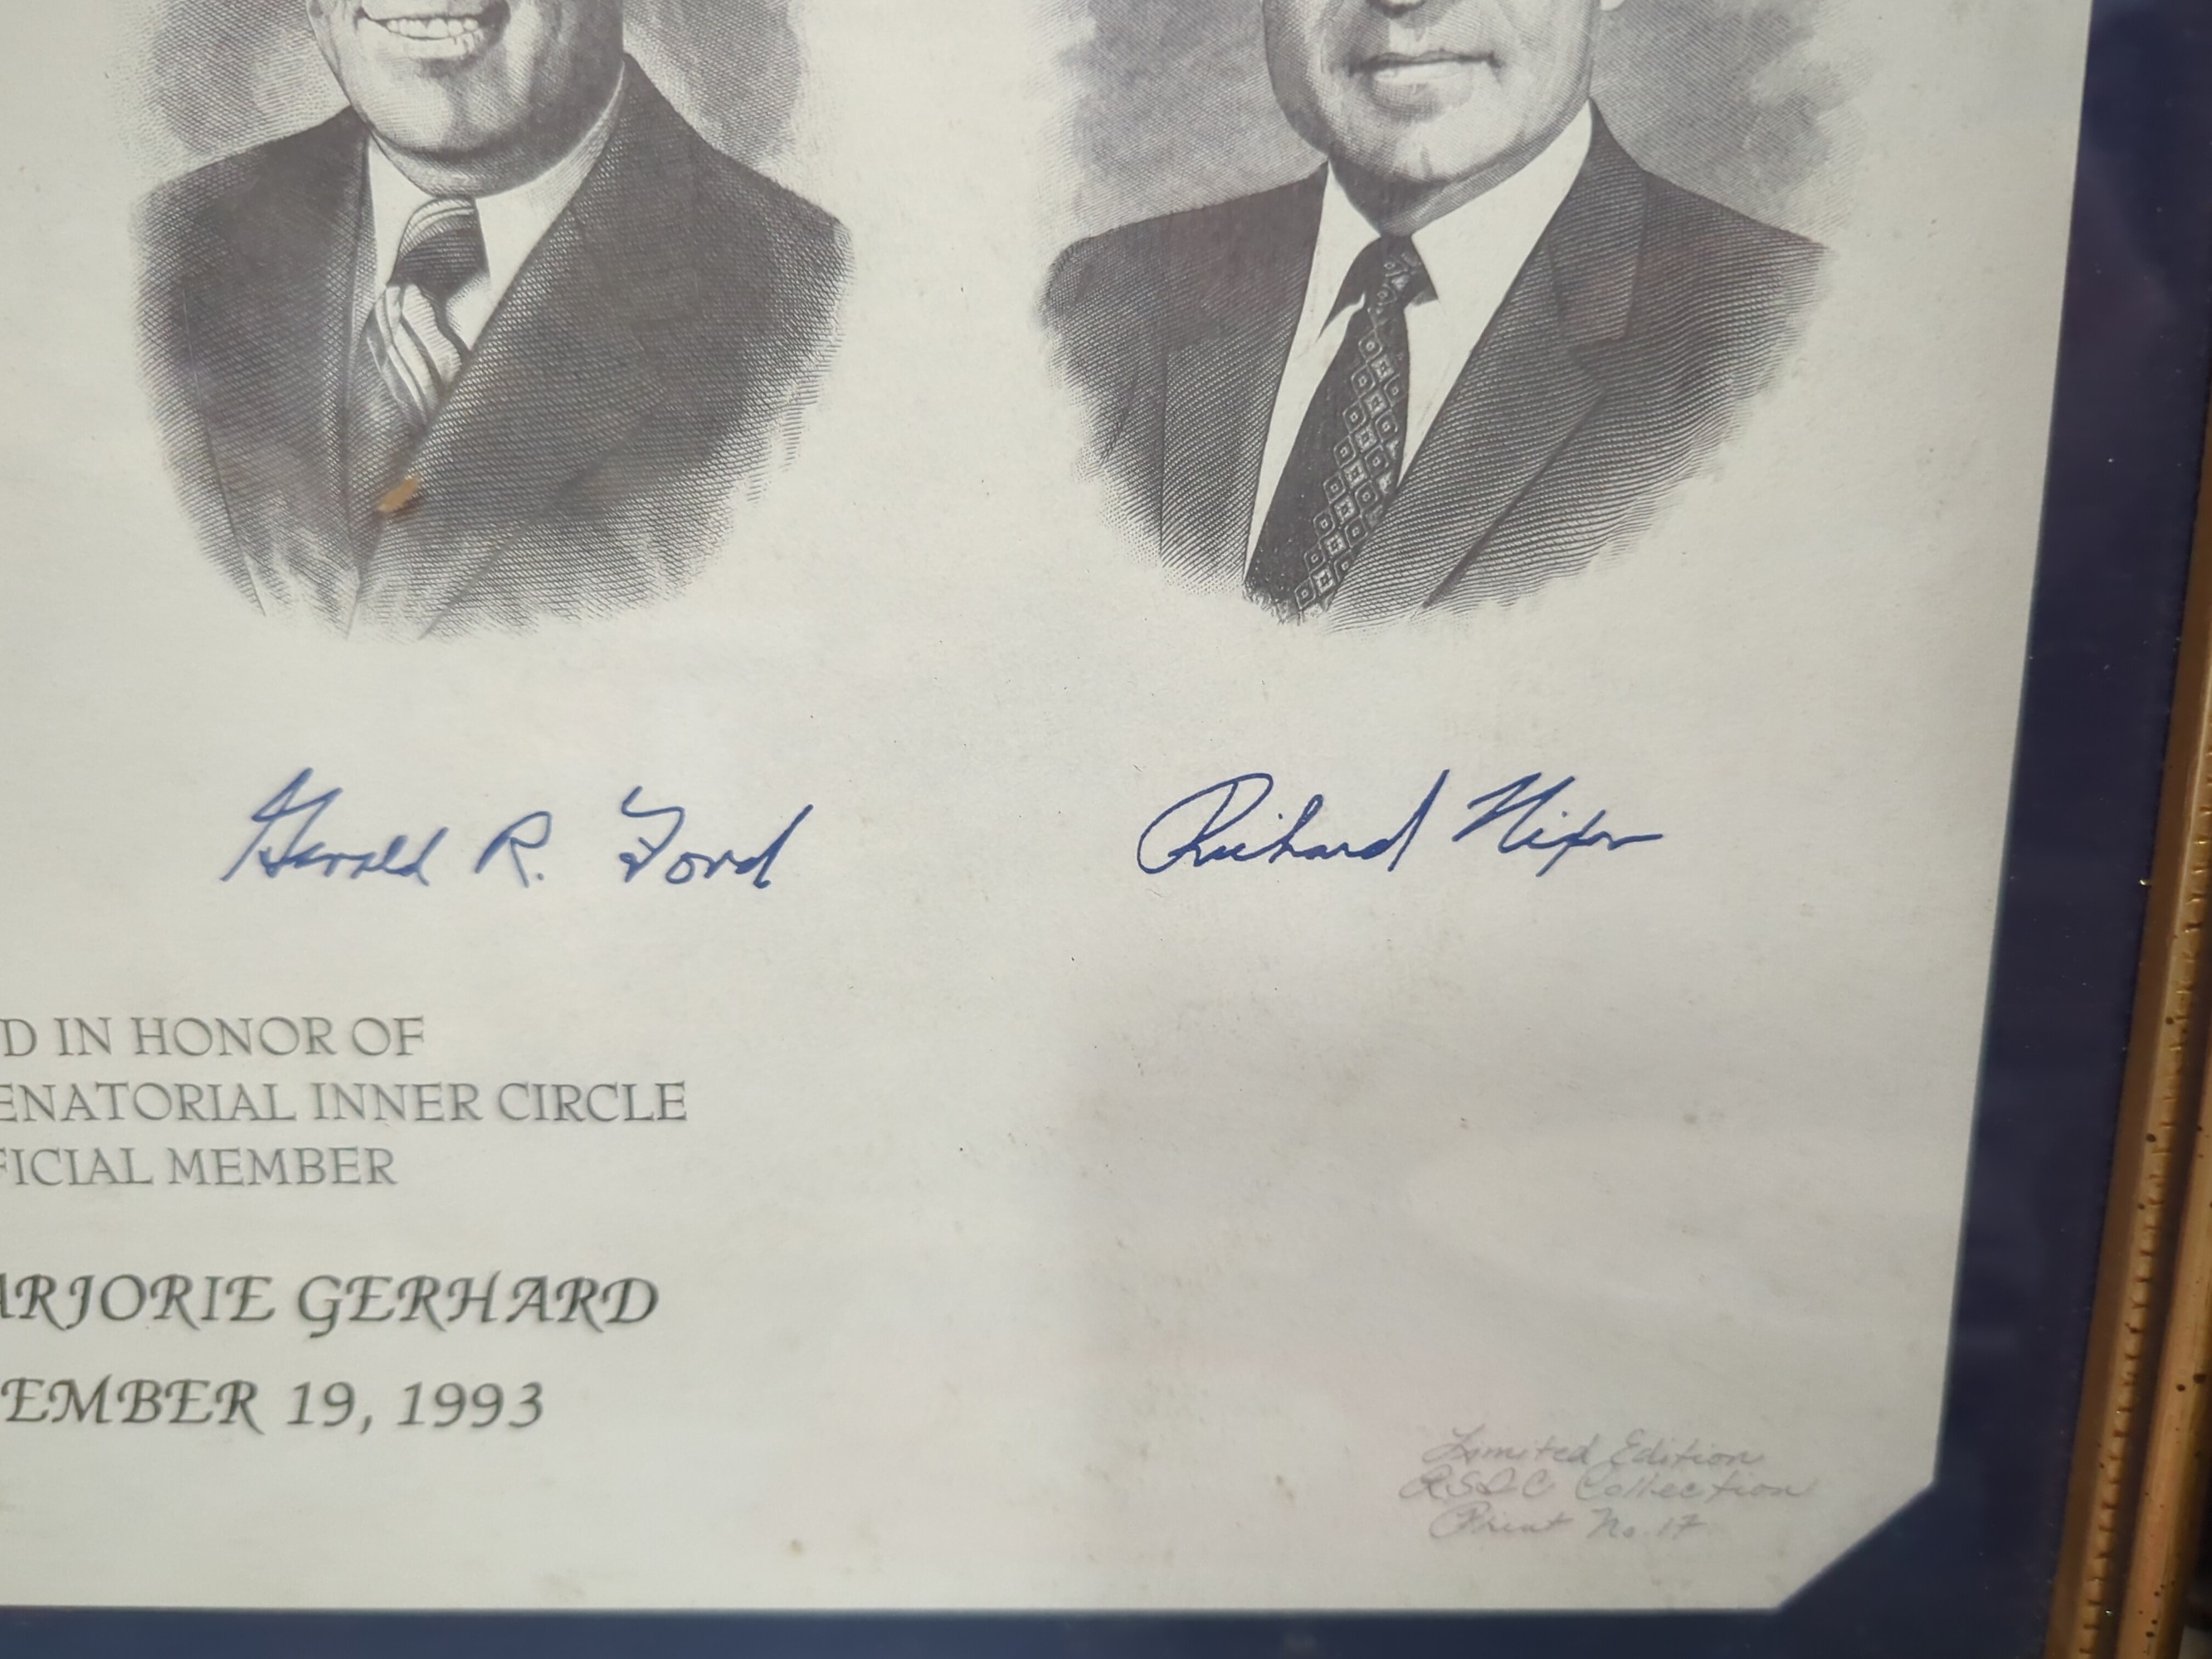 Gerald R. Ford
Richard Nixon
D IN HONOR OF
ENATORIAL INNER CIRCLE
FICIAL MEMBER
ARJORIE GERHARD
EMBER 19, 1993
Limited Edition
RSIC Collection
Print No. 17